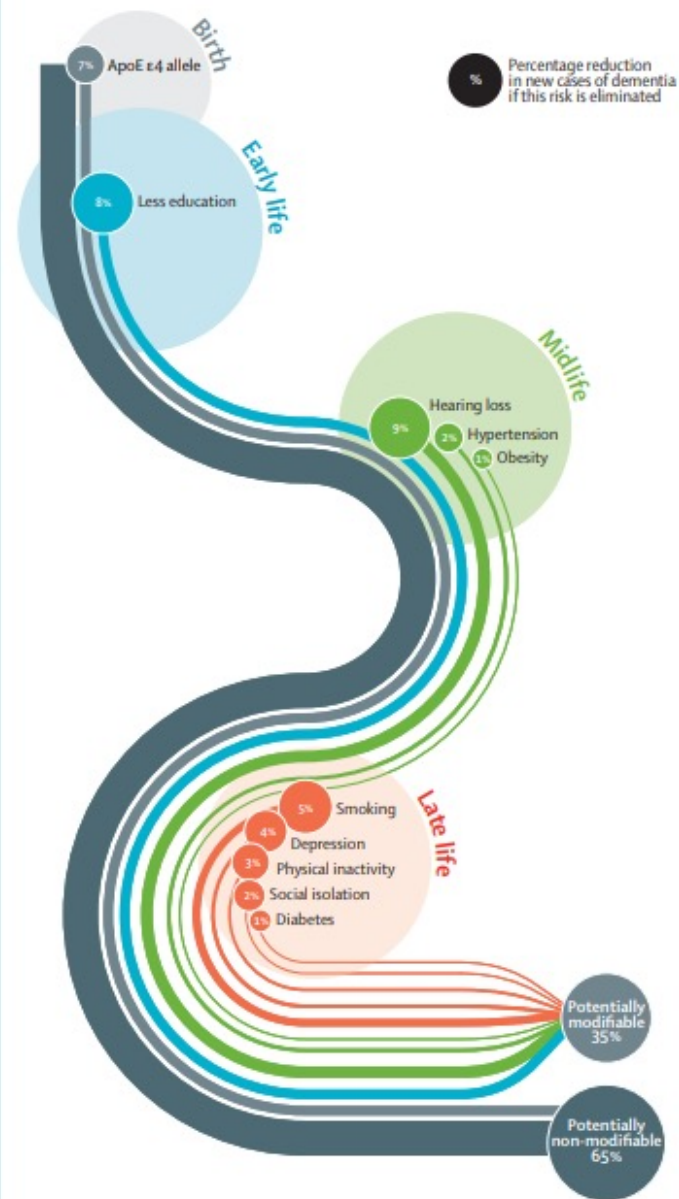 Birth
7%
ApoE ε4 allele
%
Percentage reduction
in new cases of dementia
if this risk is eliminated
Early life
8%
Less education
Midlife
Hearing loss
9%
2%
Hypertension
1%
Obesity
Late life
5%
Smoking
4%
Depression
3%
Physical inactivity
2%
Social isolation
1%
Diabetes
Potentially
modifiable
35%
Potentially
non-modifiable
65%